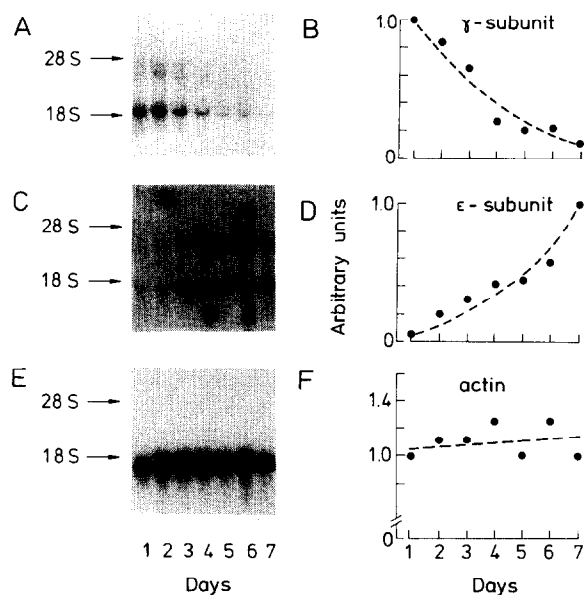 A
28 S
18 S
B
γ-subunit
1.0
0
C
28 S
18 S
D
ε-subunit
1.0
0
Arbitrary units
E
28 S
18 S
F
actin
1.4
1.0
0
1 2 3 4 5 6 7
Days
1 2 3 4 5 6 7
Days